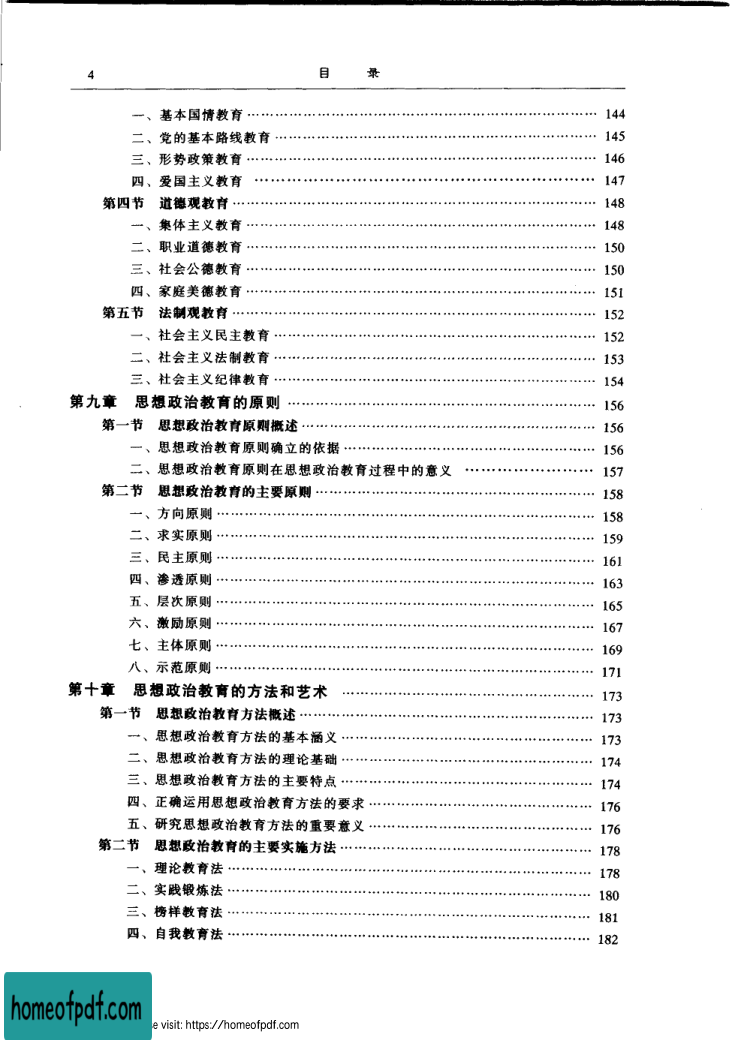 4 目 录
一、基本国情教育 …… 144
二、党的基本路线教育 …… 145
三、形势政策教育 …… 146
四、爱国主义教育 …… 147
第四节 道德观教育 …… 148
一、集体主义教育 …… 148
二、职业道德教育 …… 150
三、社会公德教育 …… 150
四、家庭美德教育 …… 151
第五节 法制观教育 …… 152
一、社会主义民主教育 …… 152
二、社会主义法制教育 …… 153
三、社会主义纪律教育 …… 154
第九章 思想政治教育的原则 …… 156
第一节 思想政治教育原则概述 …… 156
一、思想政治教育原则确立的依据 …… 156
二、思想政治教育原则在思想政治教育过程中的意义 …… 157
第二节 思想政治教育的主要原则 …… 158
一、方向原则 …… 158
二、求实原则 …… 159
三、民主原则 …… 161
四、渗透原则 …… 163
五、层次原则 …… 165
六、激励原则 …… 167
七、主体原则 …… 169
八、示范原则 …… 171
第十章 思想政治教育的方法和艺术 …… 173
第一节 思想政治教育方法概述 …… 173
一、思想政治教育方法的基本涵义 …… 173
二、思想政治教育方法的理论基础 …… 174
三、思想政治教育方法的主要特点 …… 174
四、正确运用思想政治教育方法的要求 …… 176
五、研究思想政治教育方法的重要意义 …… 176
第二节 思想政治教育的主要实施方法 …… 178
一、理论教育法 …… 178
二、实践锻炼法 …… 180
三、榜样教育法 …… 181
四、自我教育法 …… 182
homeofpdf.com
e visit: https://homeofpdf.com